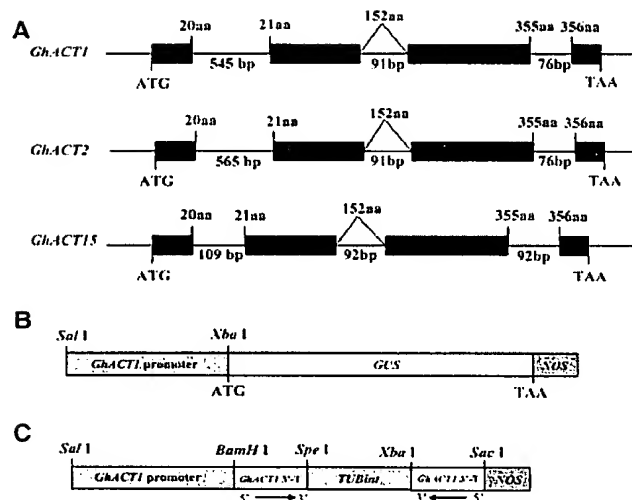 A
20aa 21aa 152aa 355aa 356aa
GhACT1
545 bp 91bp 76bp
ATG TAA
20aa 21aa 152aa 355aa 356aa
GhACT2
565 bp 91bp 76bp
ATG TAA
20aa 21aa 152aa 355aa 356aa
GhACT15
109 bp 92bp 92bp
ATG TAA
B
Sal I Xba I
GhACT1 promoter GUS NOS
ATG TAA
C
Sal I BamH I Spe I Xba I Sac I
GhACT1 promoter GhACT1 TUBint GhACT1 NOS
5' 3' 3' 5'